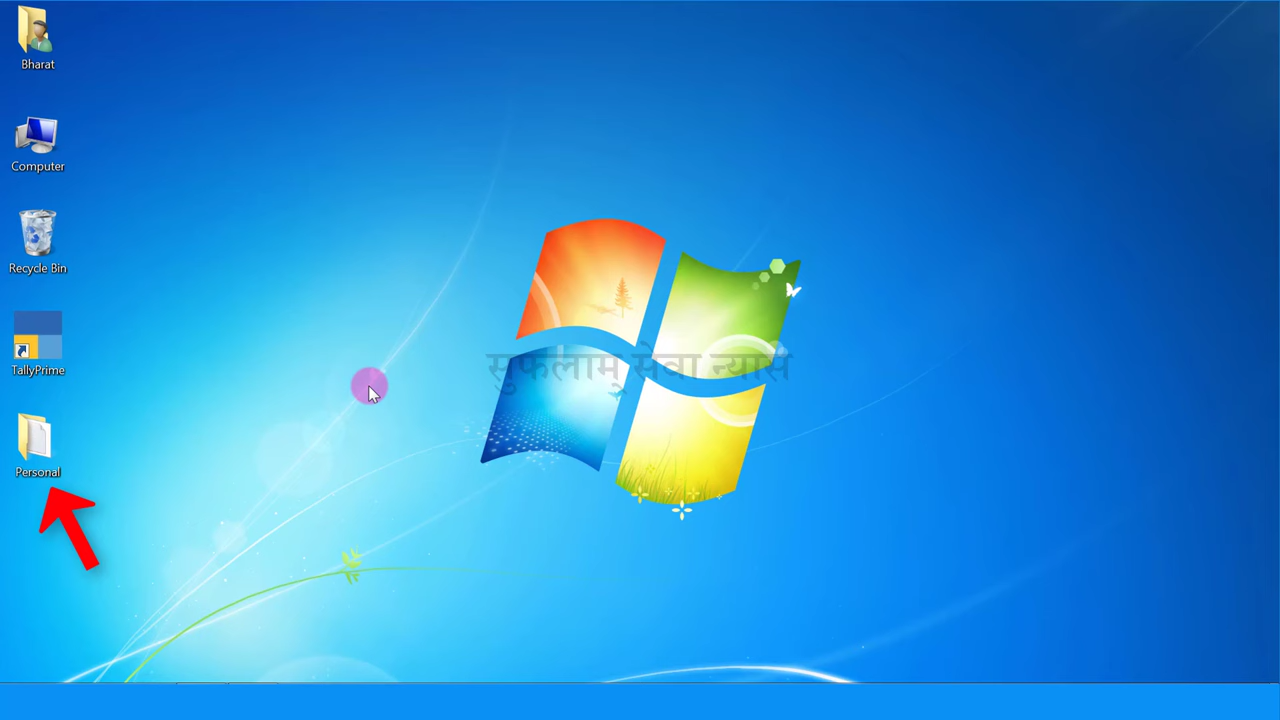 Bharat
Computer
Recycle Bin
TallyPrime
Personal
सुफलाम् सेवा न्यास